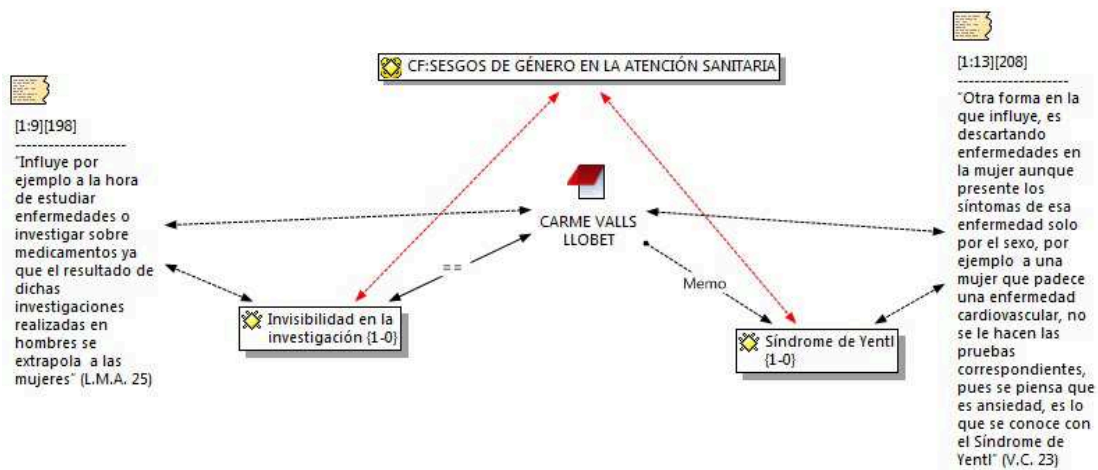 CF:SESGOS DE GÉNERO EN LA ATENCIÓN SANITARIA
[1:9][198]
--------------------
"Influye por
ejemplo a la hora
de estudiar
enfermedades o
investigar sobre
medicamentos ya
que el resultado de
dichas
investigaciones
realizadas en
hombres se
extrapola a las
mujeres" (L.M.A. 25)
CARME VALLS
LLOBET
==
Memo
Invisibilidad en la
investigación {1-0}
Síndrome de Yentl
{1-0}
[1:13][208]
--------------------
"Otra forma en la
que influye, es
descartando
enfermedades en
la mujer aunque
presente los
síntomas de esa
enfermedad solo
por el sexo, por
ejemplo a una
mujer que padece
una enfermedad
cardiovascular, no
se le hacen las
pruebas
correspondientes,
pues se piensa que
es ansiedad, es lo
que se conoce con
el Síndrome de
Yentl" (V.C. 23)